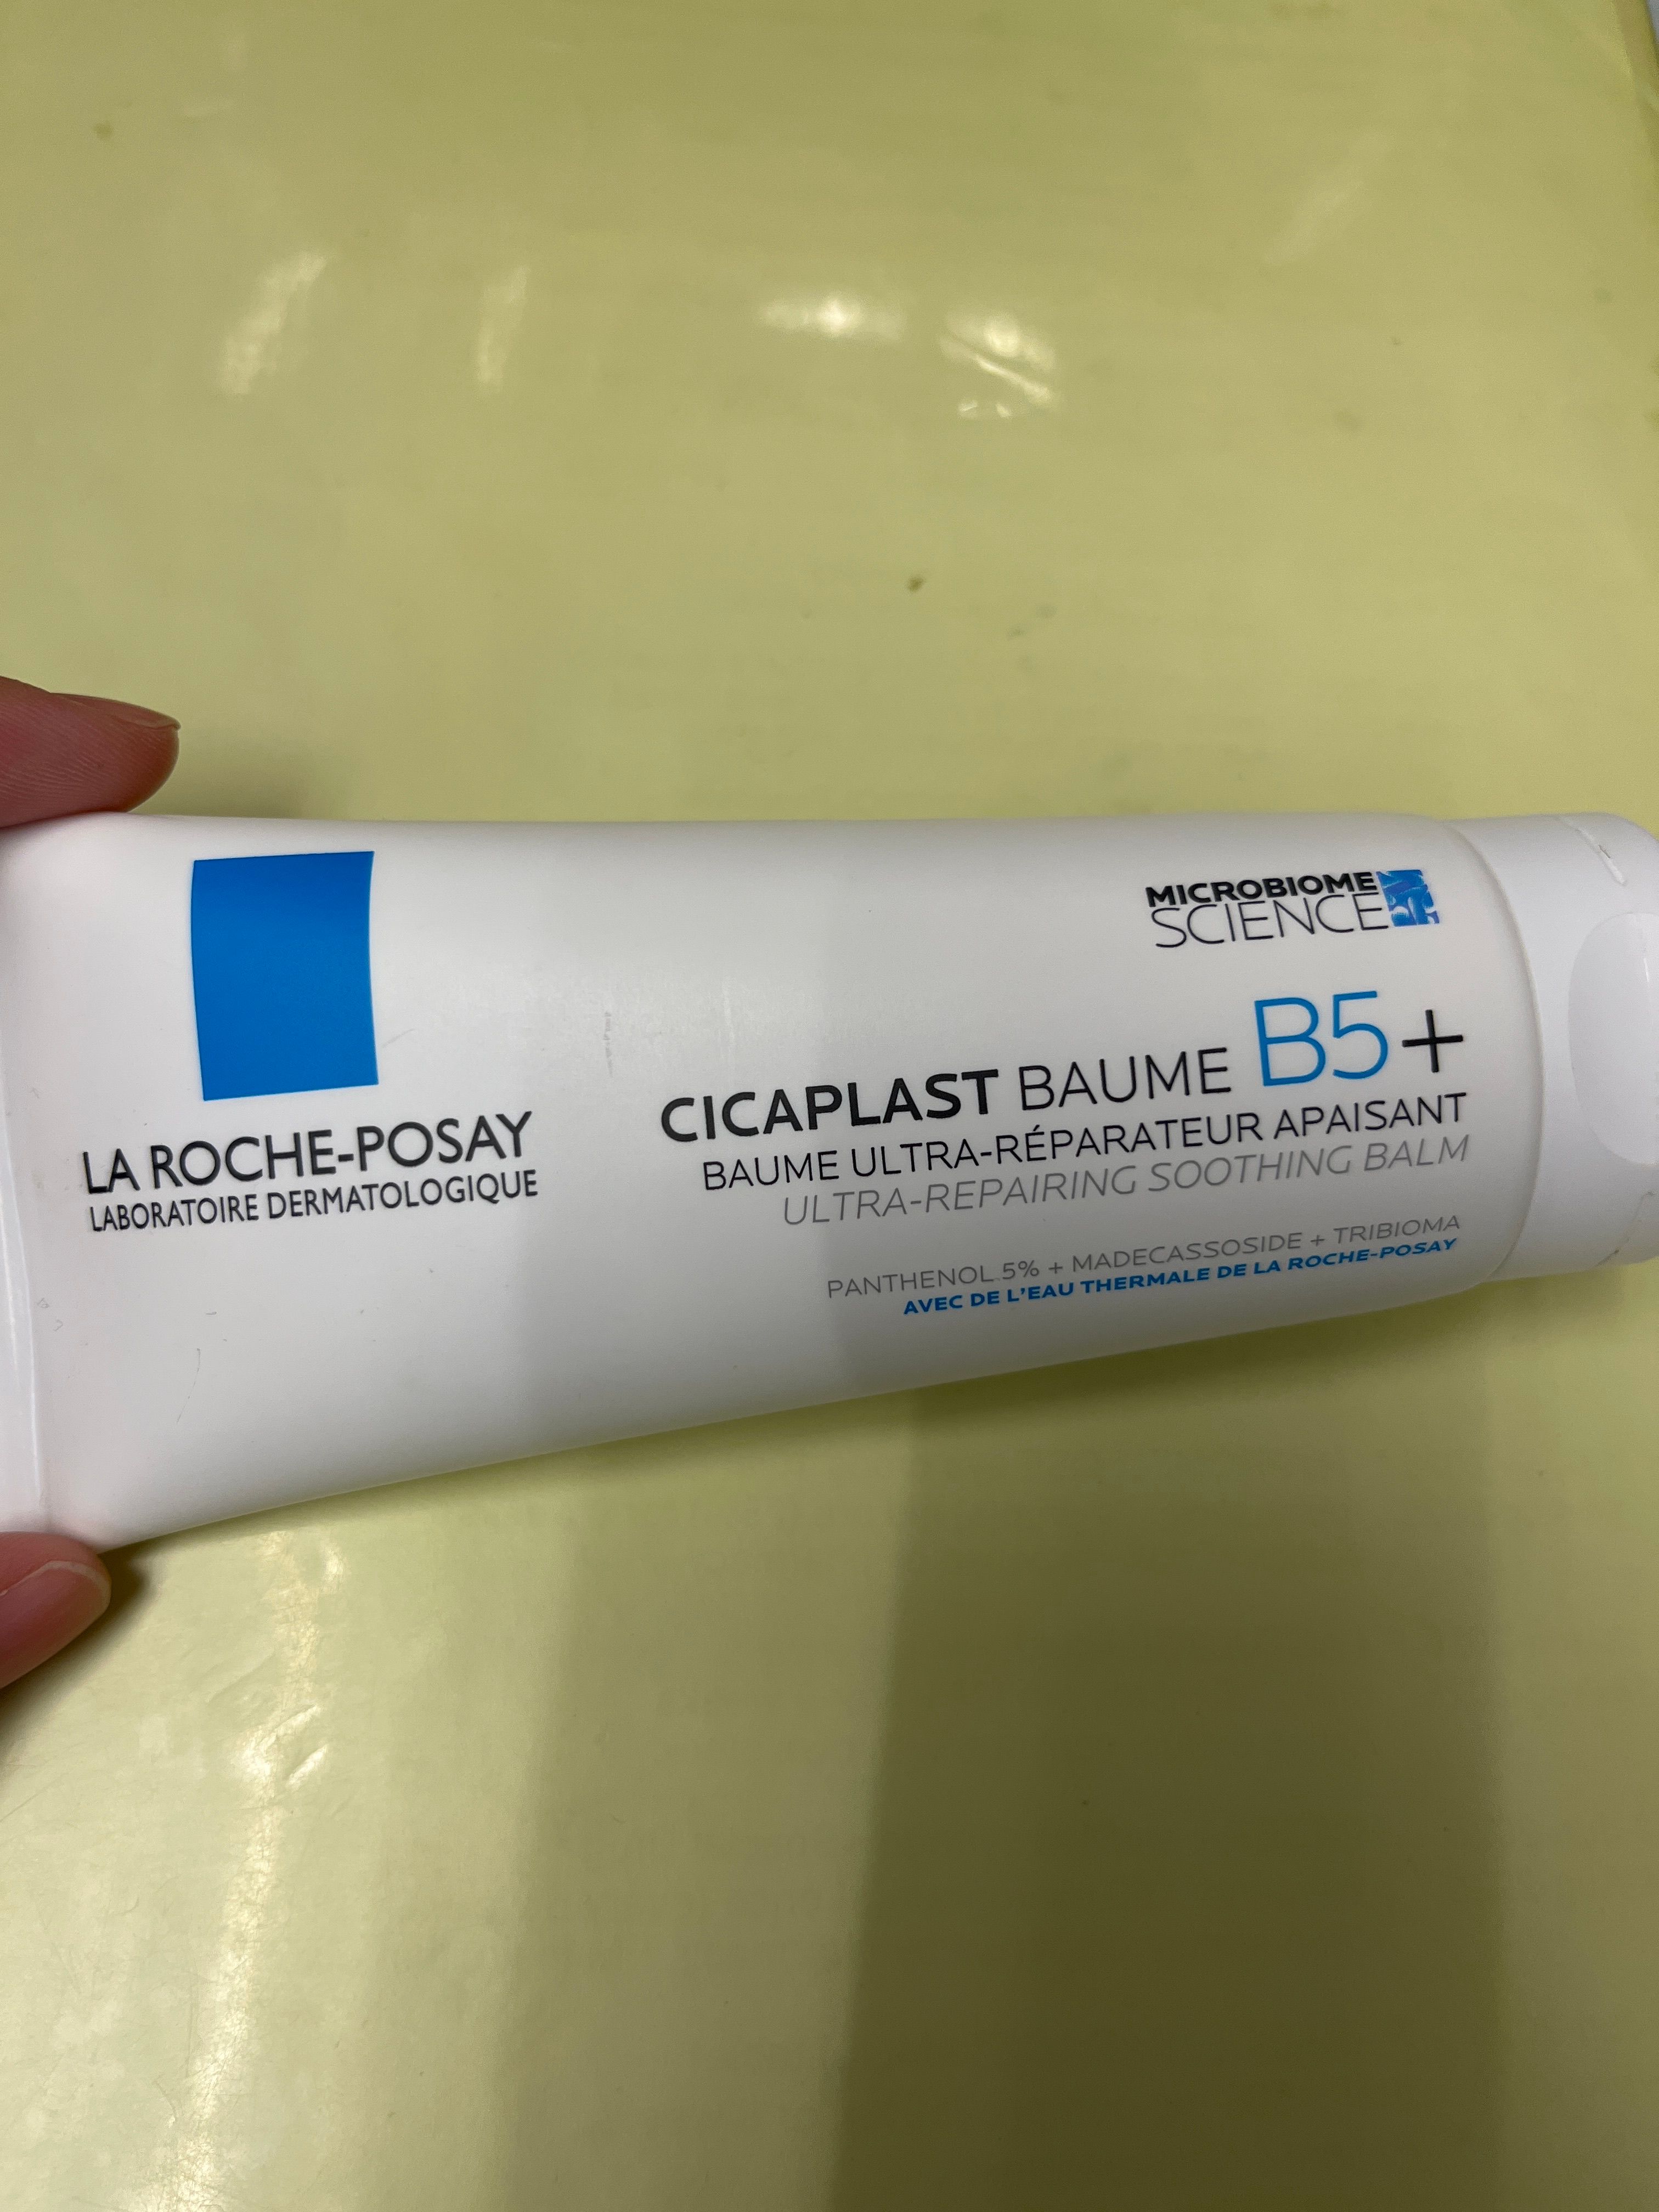 LA ROCHE-POSAY
LABORATOIRE DERMATOLOGIQUE
MICROBIOME
SCIENCE
CICAPLAST BAUME B5+
BAUME ULTRA-RÉPARATEUR APAISANT
ULTRA-REPAIRING SOOTHING BALM
PANTHENOL 5% + MADECASSOSIDE + TRIBIOMA
AVEC DE L'EAU THERMALE DE LA ROCHE-POSAY